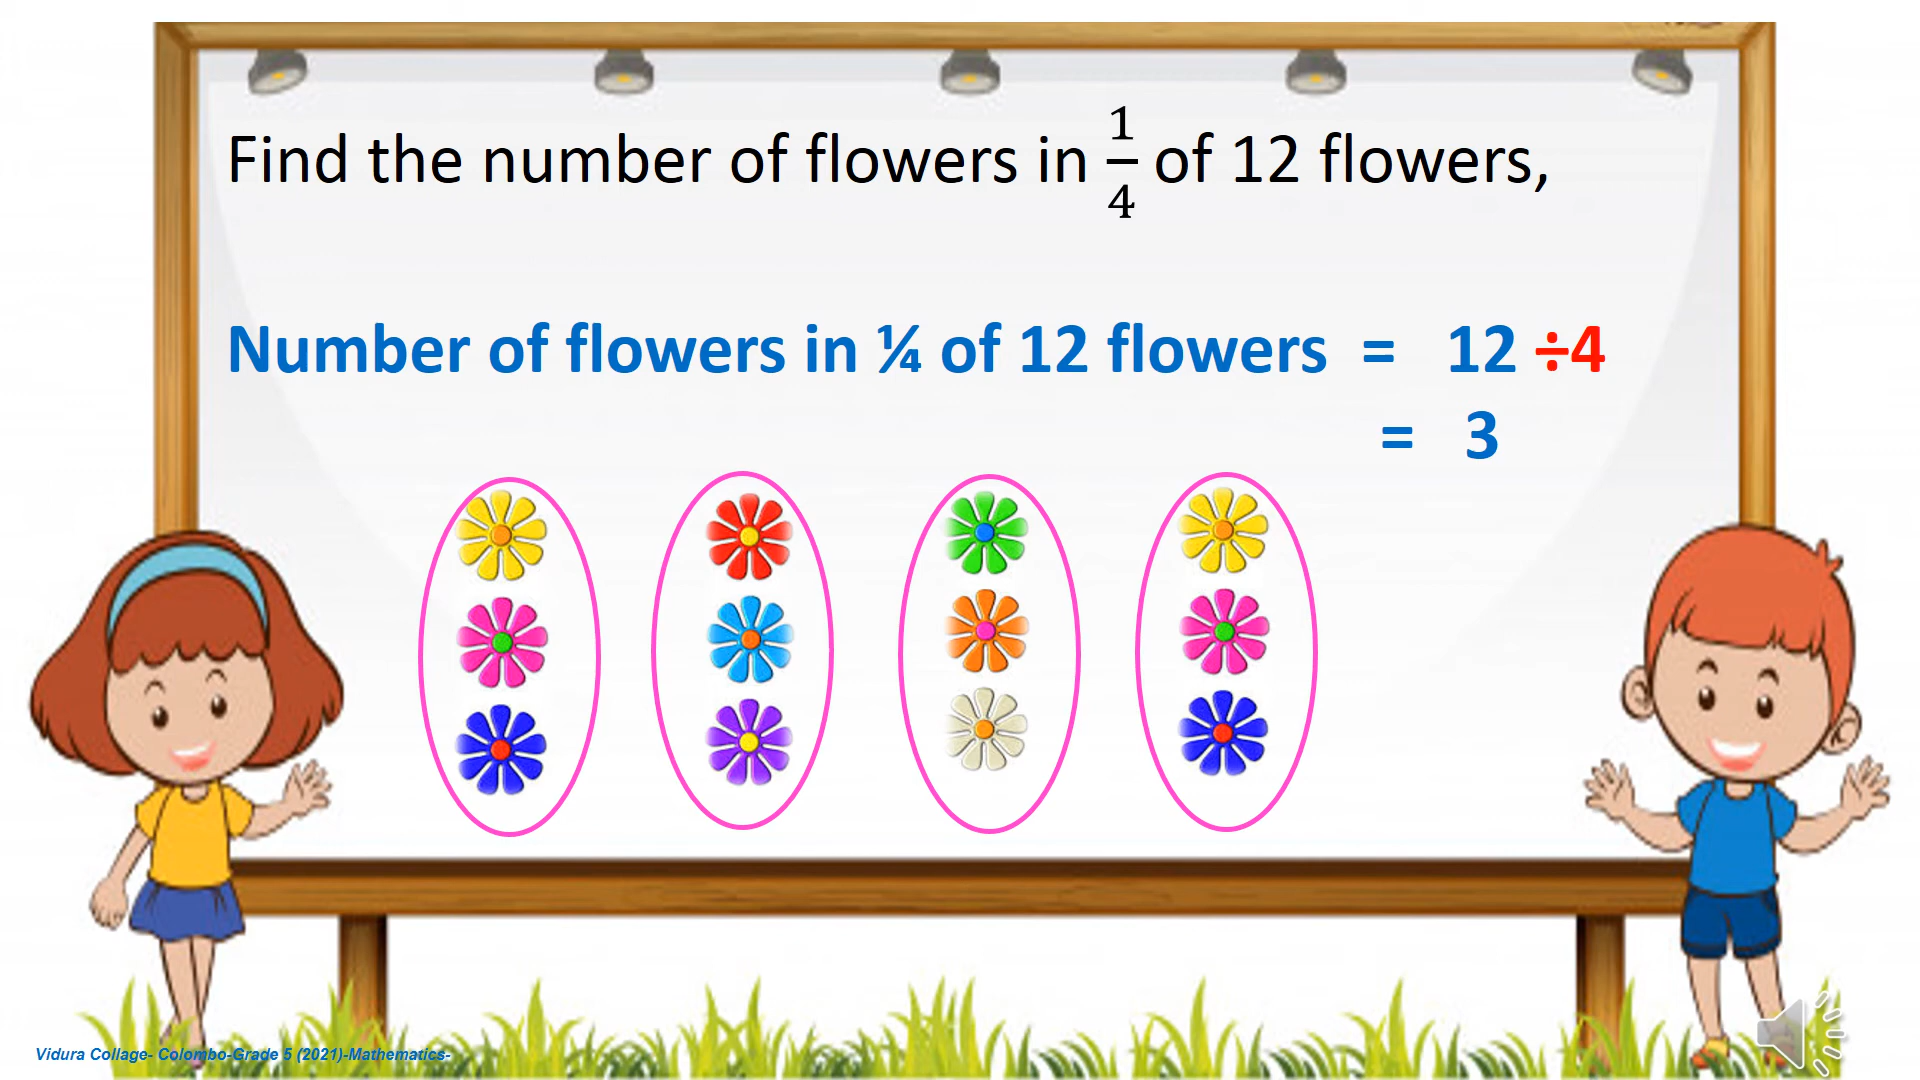 Find the number of flowers in 1/4 of 12 flowers,
Number of flowers in ¼ of 12 flowers = 12 ÷4
= 3
Vidura Collage- Colombo-Grade 5 (2021)-Mathematics-